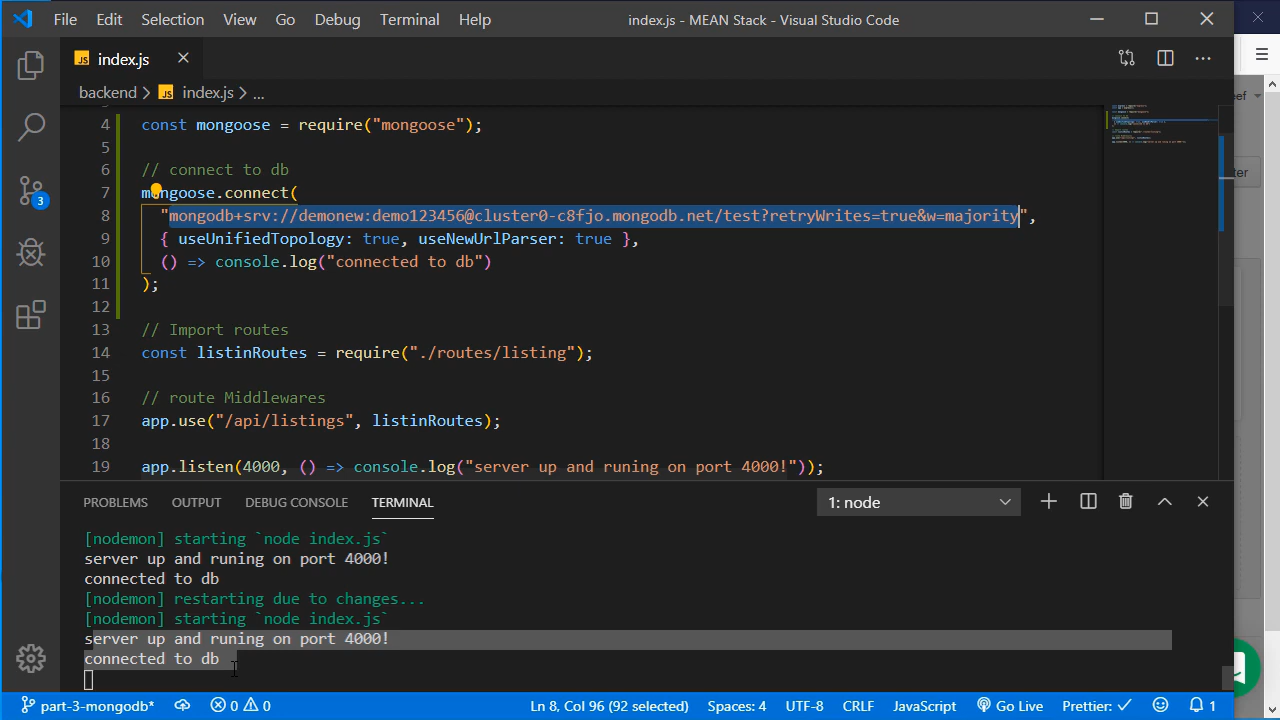 File Edit Selection View Go Debug Terminal Help index.js - MEAN Stack - Visual Studio Code
JS index.js
backend > JS index.js > ...
4 const mongoose = require("mongoose");
5
6 // connect to db
7 mongoose.connect(
8 "mongodb+srv://demonew:demo123456@cluster0-c8fjo.mongodb.net/test?retryWrites=true&w=majority",
9 { useUnifiedTopology: true, useNewUrlParser: true },
10 () => console.log("connected to db")
11 );
12
13 // Import routes
14 const listinRoutes = require("./routes/listing");
15
16 // route Middlewares
17 app.use("/api/listings", listinRoutes);
18
19 app.listen(4000, () => console.log("server up and runing on port 4000!"));
3
PROBLEMS OUTPUT DEBUG CONSOLE TERMINAL 1: node
[nodemon] starting `node index.js`
server up and runing on port 4000!
connected to db
[nodemon] restarting due to changes...
[nodemon] starting `node index.js`
server up and runing on port 4000!
connected to db
part-3-mongodb* 0 0 Ln 8, Col 96 (92 selected) Spaces: 4 UTF-8 CRLF JavaScript Go Live Prettier: ✓ 1